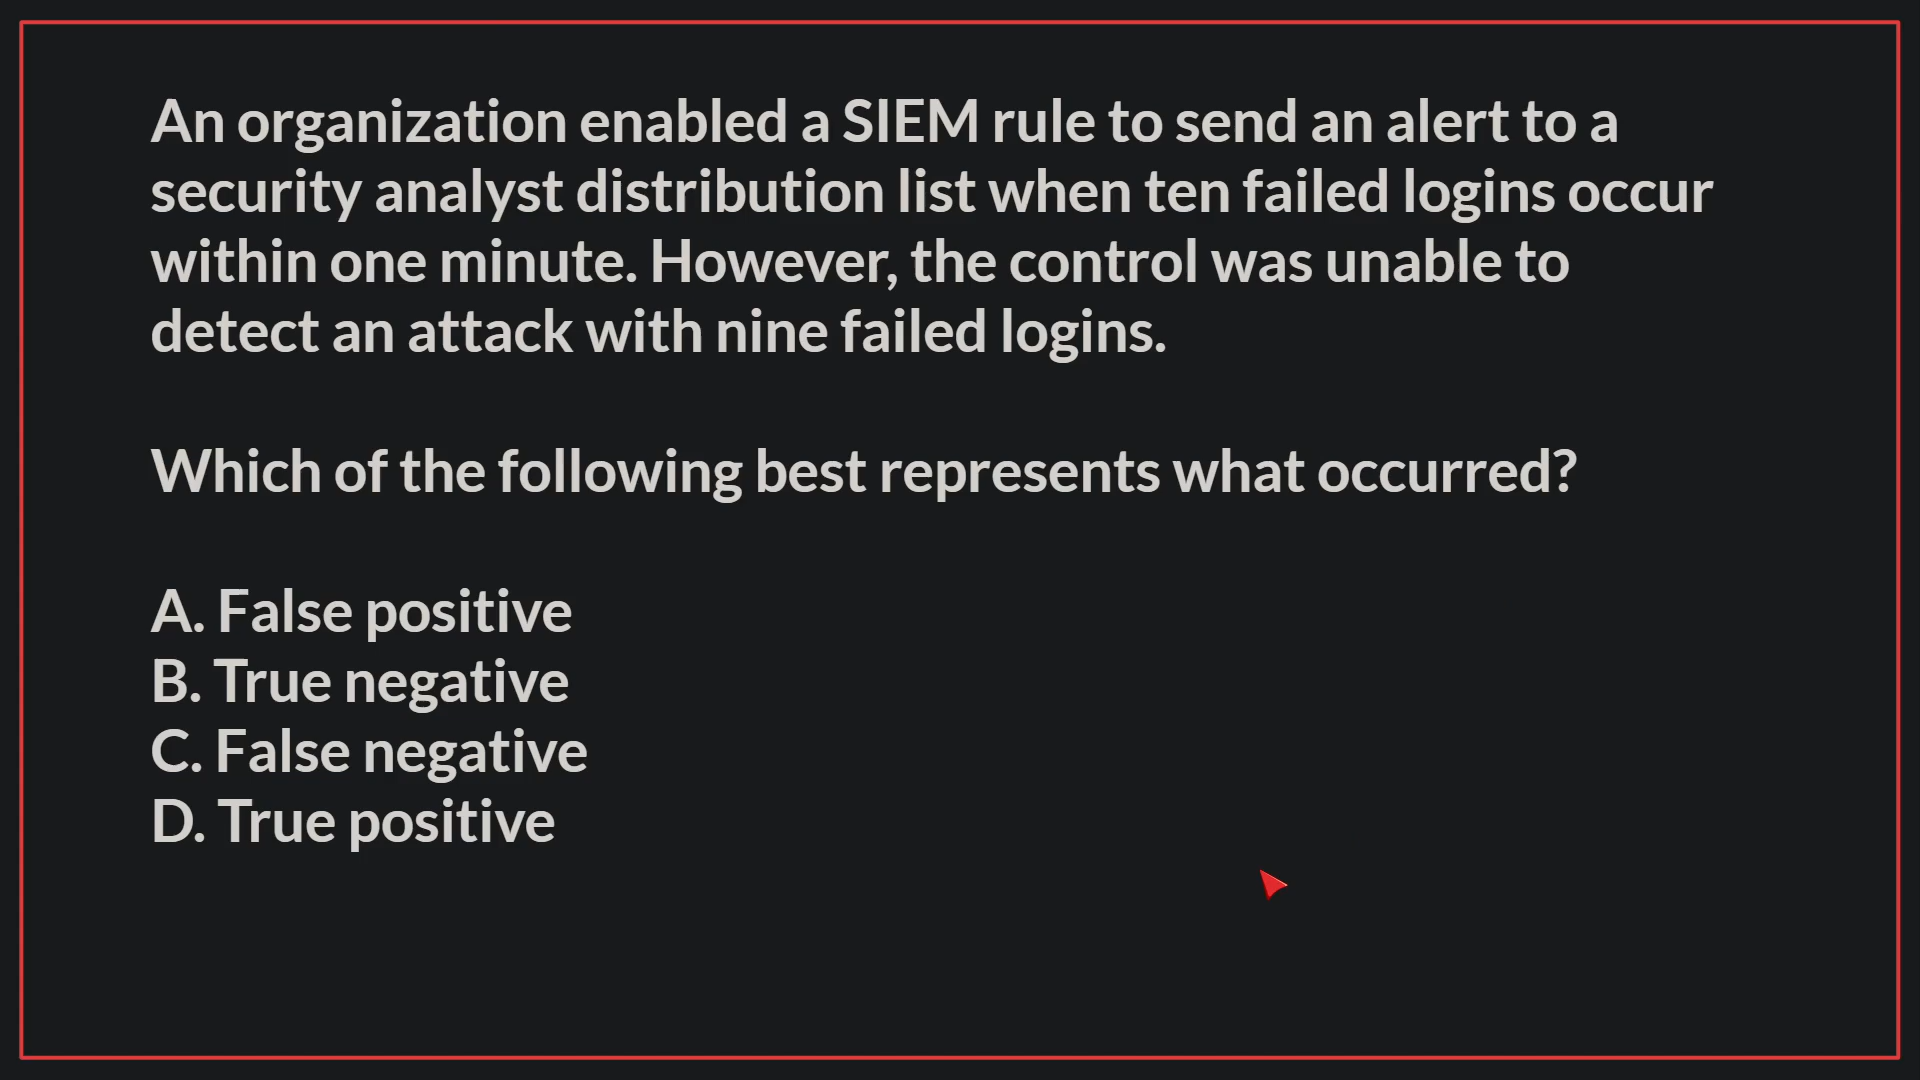 An organization enabled a SIEM rule to send an alert to a
security analyst distribution list when ten failed logins occur
within one minute. However, the control was unable to
detect an attack with nine failed logins.
Which of the following best represents what occurred?
A. False positive
B. True negative
C. False negative
D. True positive